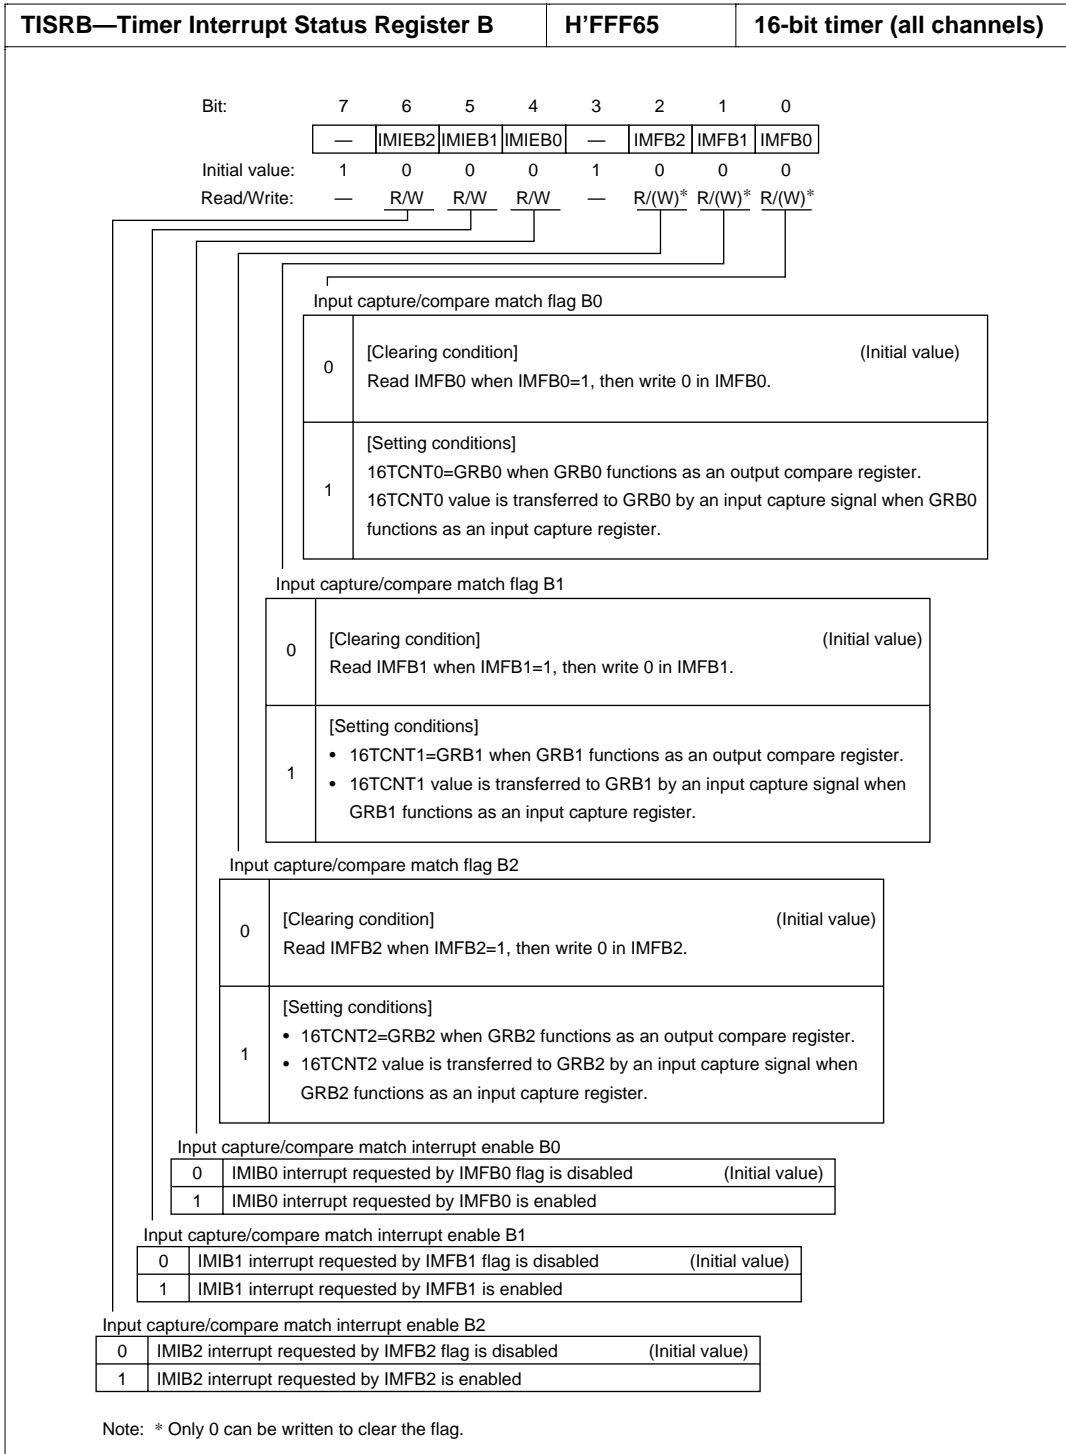 TISRB—Timer Interrupt Status Register B H'FFF65 16-bit timer (all channels)
Bit: 7 6 5 4 3 2 1 0
— IMIEB2 IMIEB1 IMIEB0 — IMFB2 IMFB1 IMFB0
Initial value: 1 0 0 0 1 0 0 0
Read/Write: — R/W R/W R/W — R/(W)* R/(W)* R/(W)*
Input capture/compare match flag B0
0 [Clearing condition] (Initial value)
Read IMFB0 when IMFB0=1, then write 0 in IMFB0.
1 [Setting conditions]
16TCNT0=GRB0 when GRB0 functions as an output compare register.
16TCNT0 value is transferred to GRB0 by an input capture signal when GRB0
functions as an input capture register.
Input capture/compare match flag B1
0 [Clearing condition] (Initial value)
Read IMFB1 when IMFB1=1, then write 0 in IMFB1.
1 [Setting conditions]
• 16TCNT1=GRB1 when GRB1 functions as an output compare register.
• 16TCNT1 value is transferred to GRB1 by an input capture signal when
GRB1 functions as an input capture register.
Input capture/compare match flag B2
0 [Clearing condition] (Initial value)
Read IMFB2 when IMFB2=1, then write 0 in IMFB2.
1 [Setting conditions]
• 16TCNT2=GRB2 when GRB2 functions as an output compare register.
• 16TCNT2 value is transferred to GRB2 by an input capture signal when
GRB2 functions as an input capture register.
Input capture/compare match interrupt enable B0
0 IMIB0 interrupt requested by IMFB0 flag is disabled (Initial value)
1 IMIB0 interrupt requested by IMFB0 is enabled
Input capture/compare match interrupt enable B1
0 IMIB1 interrupt requested by IMFB1 flag is disabled (Initial value)
1 IMIB1 interrupt requested by IMFB1 is enabled
Input capture/compare match interrupt enable B2
0 IMIB2 interrupt requested by IMFB2 flag is disabled (Initial value)
1 IMIB2 interrupt requested by IMFB2 is enabled
Note: * Only 0 can be written to clear the flag.